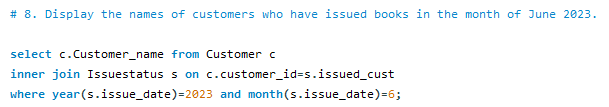 # 8. Display the names of customers who have issued books in the month of June 2023.
select c.Customer_name from Customer c
inner join Issuestatus s on c.customer_id=s.issued_cust
where year(s.issue_date)=2023 and month(s.issue_date)=6;